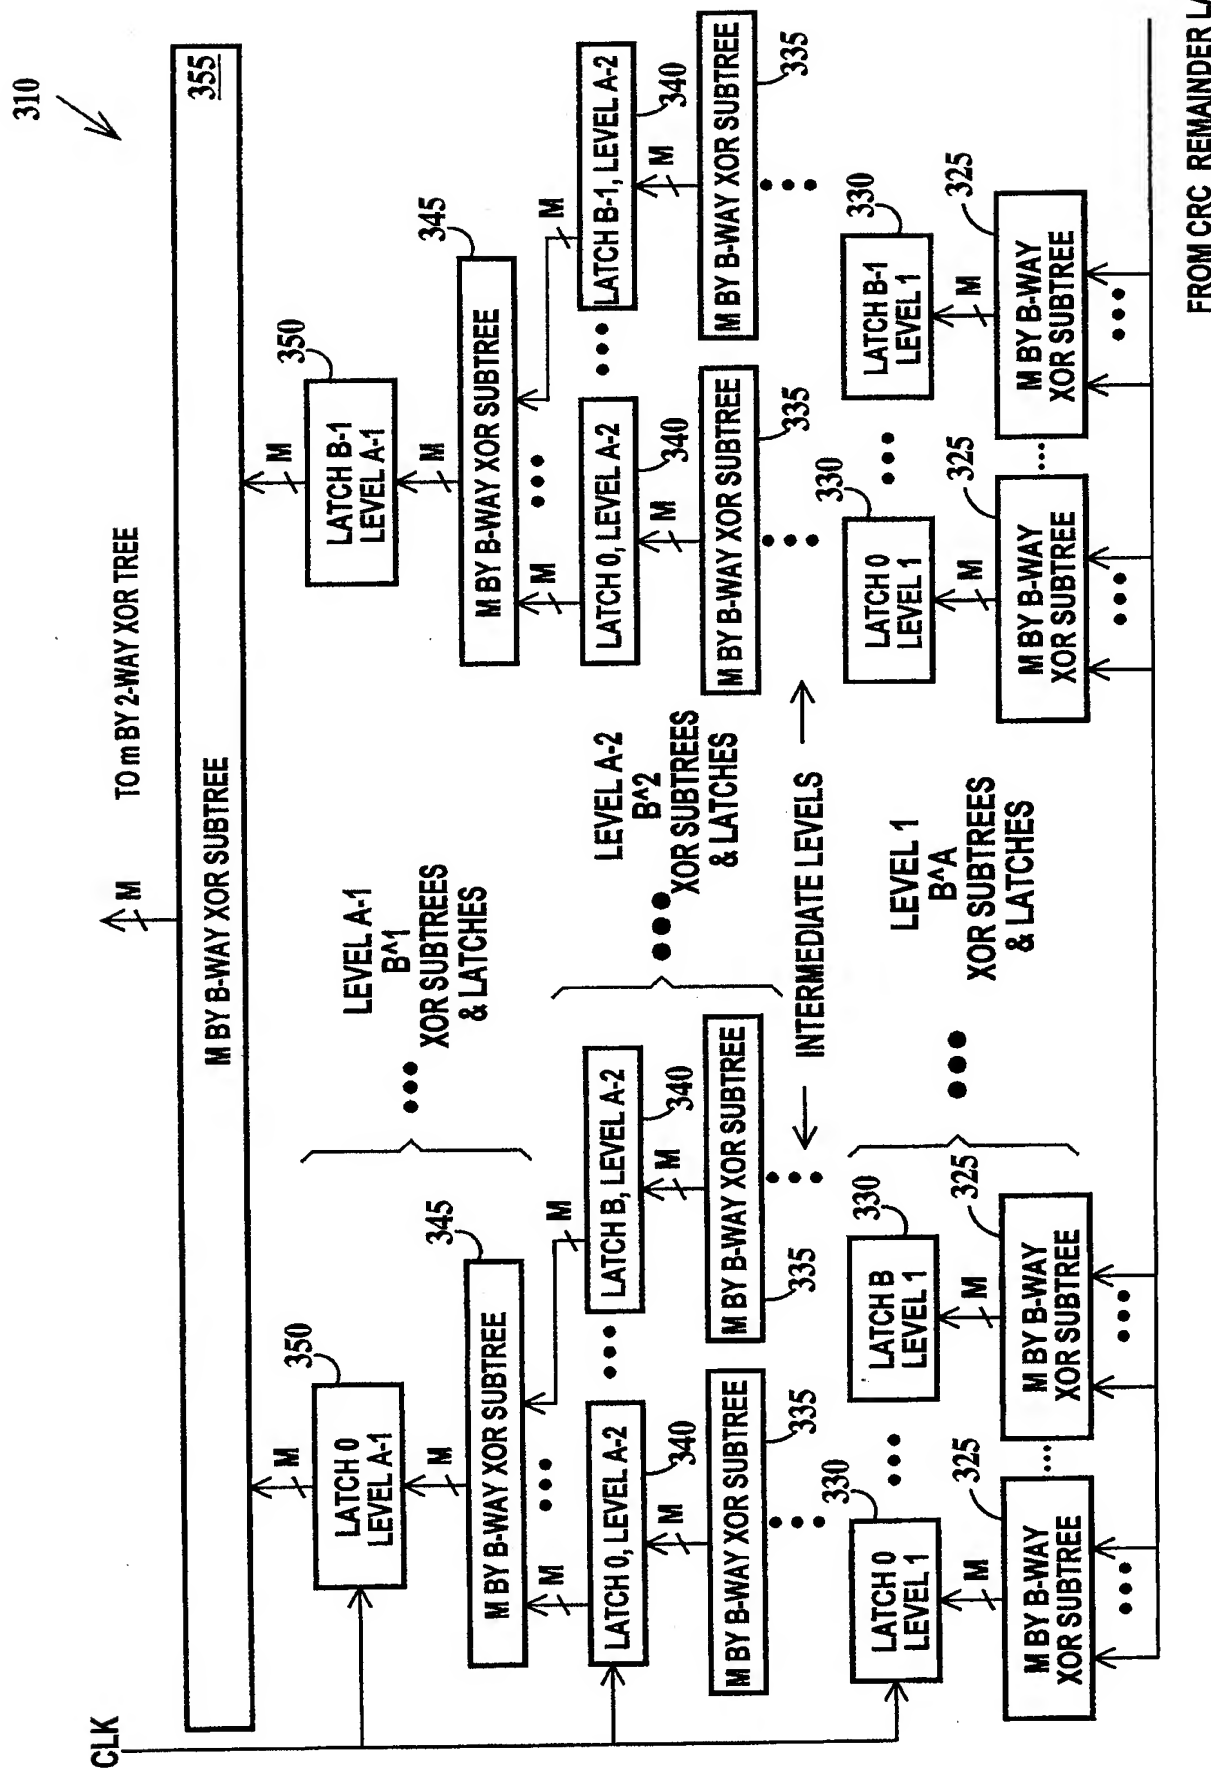 310
TO m BY 2-WAY XOR TREE
M
M BY B-WAY XOR SUBTREE
355
CLK
M
M
LATCH 0
LEVEL A-1
350
LATCH B-1
LEVEL A-1
350
LEVEL A-1
B^1
XOR SUBTREES
& LATCHES
M
M
M BY B-WAY XOR SUBTREE
345
M BY B-WAY XOR SUBTREE
345
M
M
M
M
LATCH 0, LEVEL A-2
340
LATCH B, LEVEL A-2
340
LATCH 0, LEVEL A-2
340
LATCH B-1, LEVEL A-2
340
LEVEL A-2
B^2
XOR SUBTREES
& LATCHES
M
M
M
M
M BY B-WAY XOR SUBTREE
335
M BY B-WAY XOR SUBTREE
335
M BY B-WAY XOR SUBTREE
335
M BY B-WAY XOR SUBTREE
335
INTERMEDIATE LEVELS
LATCH 0
LEVEL 1
330
LATCH B
LEVEL 1
330
LATCH 0
LEVEL 1
330
LATCH B-1
LEVEL 1
330
LEVEL 1
B^A
XOR SUBTREES
& LATCHES
M
M
M
M
M BY B-WAY
XOR SUBTREE
325
M BY B-WAY
XOR SUBTREE
325
M BY B-WAY
XOR SUBTREE
325
M BY B-WAY
XOR SUBTREE
325
FROM CRC REMAINDER